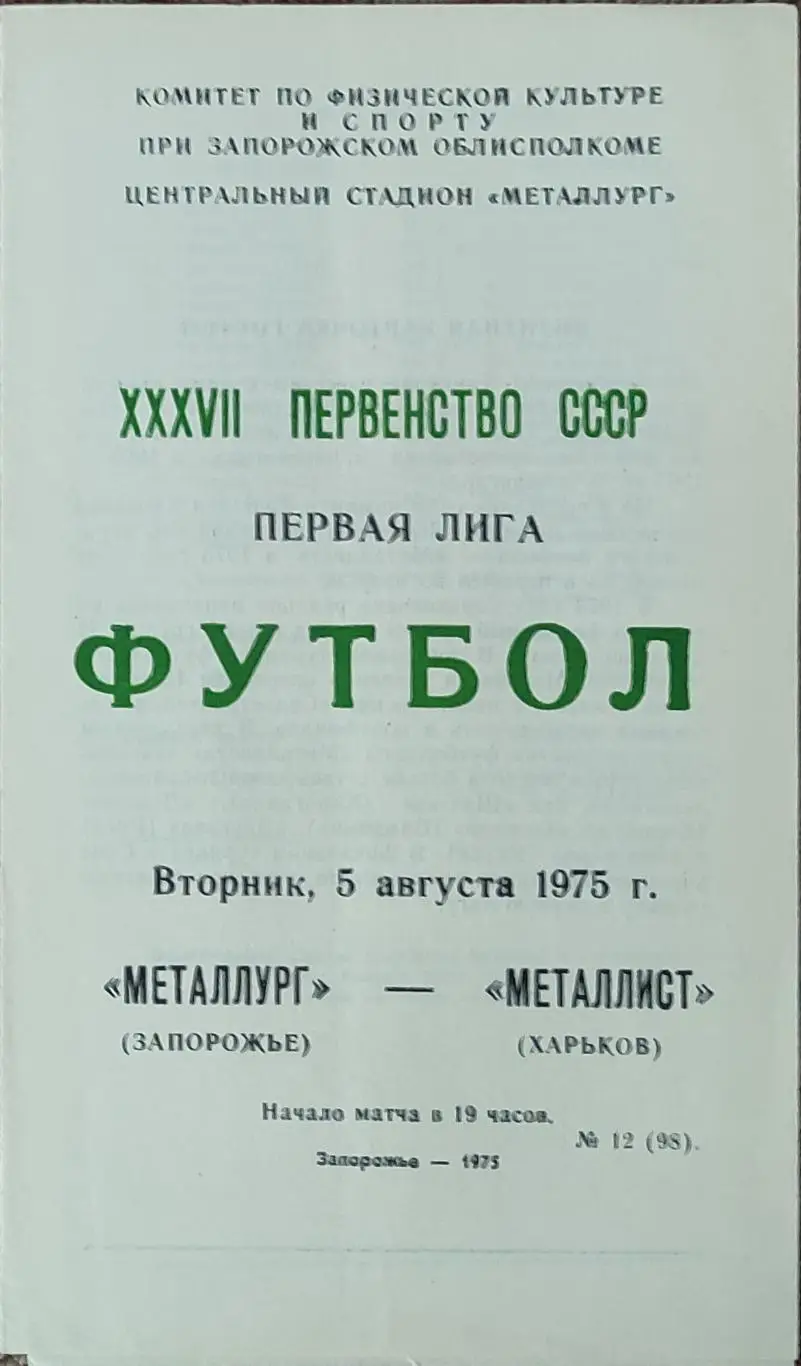 КОМИТЕТ ПО ФИЗИЧЕСКОЙ КУЛЬТУРЕ
И СПОРТУ
ПРИ ЗАПОРОЖСКОМ ОБЛИСПОЛКОМЕ
ЦЕНТРАЛЬНЫЙ СТАДИОН «МЕТАЛЛУРГ»
XXXVII ПЕРВЕНСТВО СССР
ПЕРВАЯ ЛИГА
ФУТБОЛ
Вторник, 5 августа 1975 г.
«МЕТАЛЛУРГ» — «МЕТАЛЛИСТ»
(ЗАПОРОЖЬЕ) (ХАРЬКОВ)
Начало матча в 19 часов.
№ 12 (98).
Запорожье — 1975